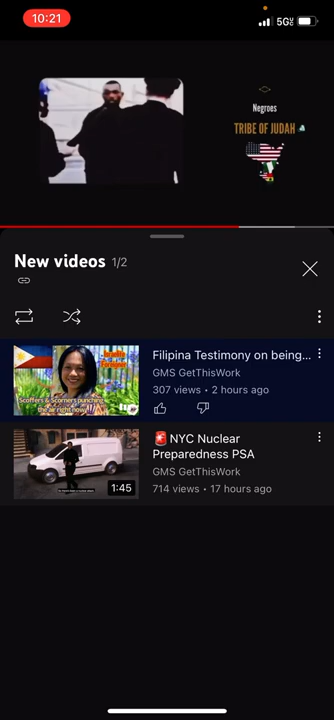 10:21
5G
Negroes
TRIBE OF JUDAH
New videos 1/2
Israelite
Foreigner
Scoffers & Scorners punching
the air right now!
Filipina Testimony on being...
GMS GetThisWork
307 views • 2 hours ago
🚨NYC Nuclear
Preparedness PSA
GMS GetThisWork
714 views • 17 hours ago
1:45